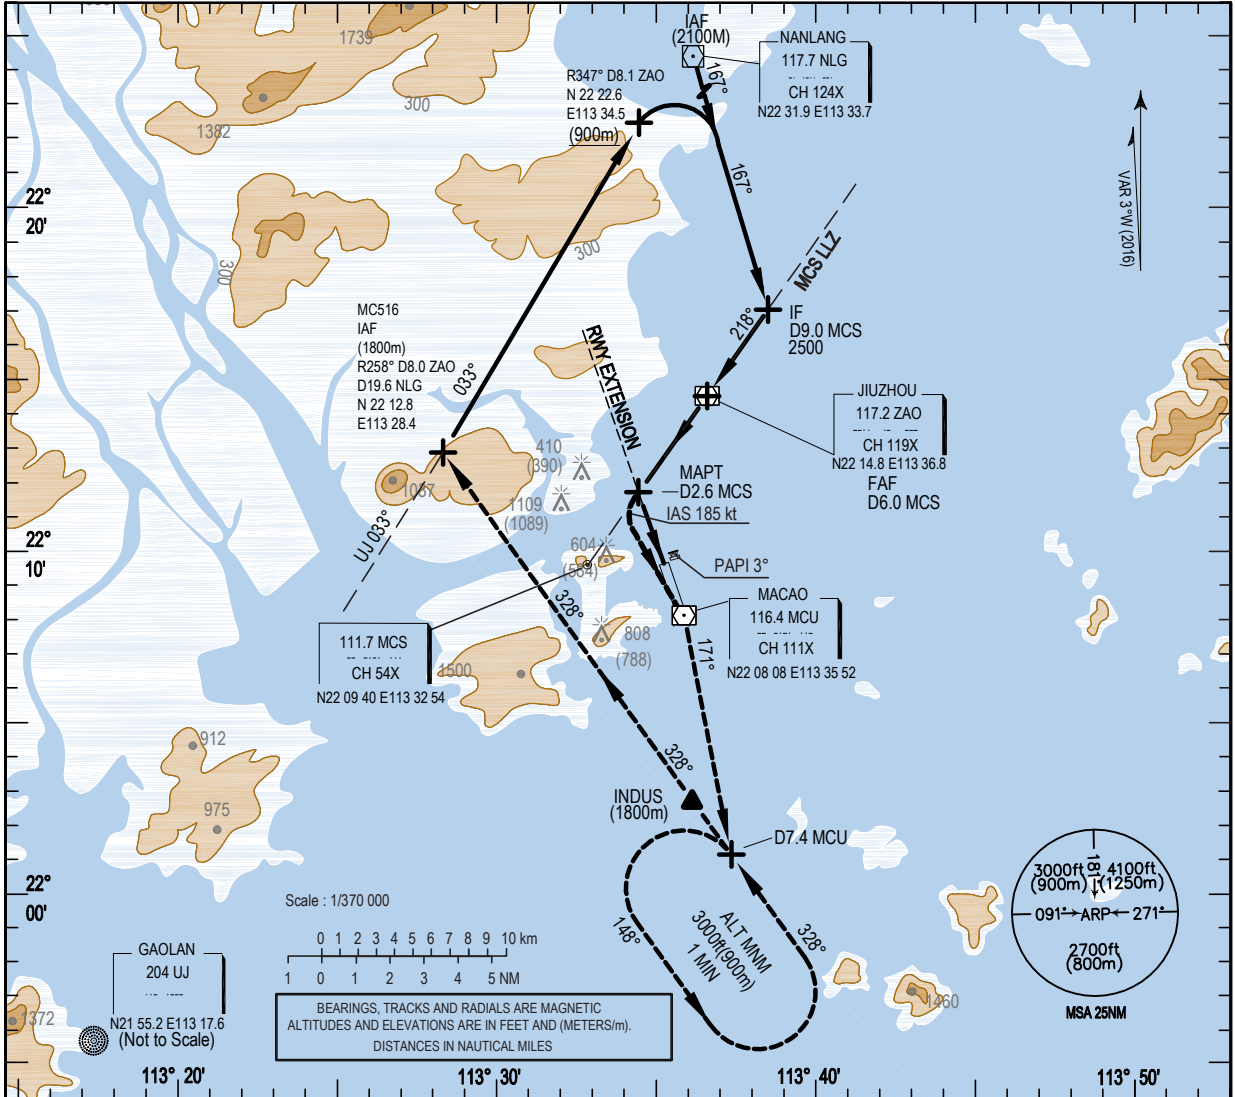 1739
IAF
(2100M)
NANLANG
117.7 NLG
CH 124X
N22 31.9 E113 33.7
167°
R347° D8.1 ZAO
N 22 22.6
E113 34.5
(900m)
300
1382
167°
VAR 3°W (2016)
22°
20'
300
300
MCS LLZ
MC516
IAF
(1800m)
R258° D8.0 ZAO
D19.6 NLG
N 22 12.8
E113 28.4
033°
RWY EXTENSION
218°
IF
D9.0 MCS
2500
JIUZHOU
117.2 ZAO
CH 119X
N22 14.8 E113 36.8
FAF
D6.0 MCS
410
(390)
1087
1109
(1089)
MAPT
D2.6 MCS
IAS 185 kt
UJ 033°
22°
10'
604
(584)
PAPI 3°
328°
MACAO
116.4 MCU
CH 111X
N22 08 08 E113 35 52
111.7 MCS
CH 54X
N22 09 40 E113 32 54
808
(788)
171°
1500
912
328°
INDUS
(1800m)
975
D7.4 MCU
3000ft
(900m)
181°
4100ft
(1250m)
091°
ARP
271°
2700ft
(800m)
MSA 25NM
22°
00'
Scale : 1/370 000
0 1 2 3 4 5 6 7 8 9 10 km
1 0 1 2 3 4 5 NM
148°
ALT MNM
3000ft(900m)
1 MIN
328°
GAOLAN
204 UJ
N21 55.2 E113 17.6
(Not to Scale)
1372
1460
BEARINGS, TRACKS AND RADIALS ARE MAGNETIC
ALTITUDES AND ELEVATIONS ARE IN FEET AND (METERS/m).
DISTANCES IN NAUTICAL MILES
113° 20'
113° 30'
113° 40'
113° 50'